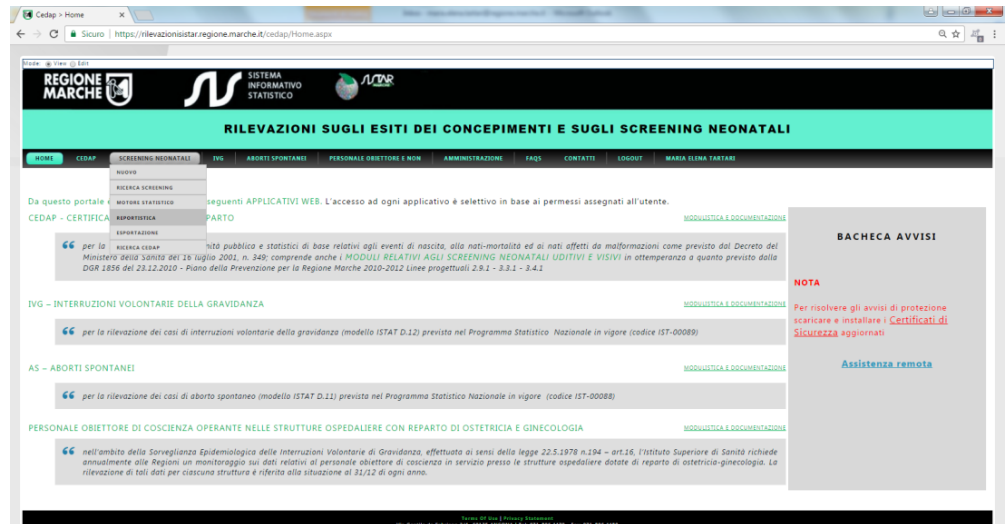 Cedap > Home
Sicuro | https://rilevazionisistar.regione.marche.it/cedap/Home.aspx
Mode: View Edit
REGIONE
MARCHE
SISTEMA
INFORMATIVO
STATISTICO
RILEVAZIONI SUGLI ESITI DEI CONCEPIMENTI E SUGLI SCREENING NEONATALI
HOME CEDAP SCREENING NEONATALI IVG ABORTI SPONTANEI PERSONALE OBIETTORE E NON AMMINISTRAZIONE FAQS CONTATTI LOGOUT MARIA ELENA TARTARI
NUOVO
RICERCA SCREENING
MOTORE STATISTICO
REPORTISTICA
ESPORTAZIONE
RICERCA CEDAP
Da questo portale seguenti APPLICATIVI WEB. L'accesso ad ogni applicativo è selettivo in base ai permessi assegnati all'utente.
CEDAP - CERTIFICA PARTO MODULISTICA E DOCUMENTAZIONE
per la nità pubblica e statistici di base relativi agli eventi di nascita, alla nati-mortalità ed ai nati affetti da malformazioni come previsto dal Decreto del
Ministero della Sanità del 16 luglio 2001, n. 349; comprende anche i MODULI RELATIVI AGLI SCREENING NEONATALI UDITIVI E VISIVI in ottemperanza a quanto previsto dalla
DGR 1856 del 23.12.2010 - Piano della Prevenzione per la Regione Marche 2010-2012 Linee progettuali 2.9.1 - 3.3.1 - 3.4.1
IVG – INTERRUZIONI VOLONTARIE DELLA GRAVIDANZA MODULISTICA E DOCUMENTAZIONE
per la rilevazione dei casi di interruzioni volontarie della gravidanza (modello ISTAT D.12) prevista nel Programma Statistico Nazionale in vigore (codice IST-00089)
AS – ABORTI SPONTANEI MODULISTICA E DOCUMENTAZIONE
per la rilevazione dei casi di aborto spontaneo (modello ISTAT D.11) prevista nel Programma Statistico Nazionale in vigore (codice IST-00088)
PERSONALE OBIETTORE DI COSCIENZA OPERANTE NELLE STRUTTURE OSPEDALIERE CON REPARTO DI OSTETRICIA E GINECOLOGIA MODULISTICA E DOCUMENTAZIONE
nell'ambito della Sorveglianza Epidemiologica delle Interruzioni Volontarie di Gravidanza, effettuata ai sensi della legge 22.5.1978 n.194 – art.16, l'Istituto Superiore di Sanità richiede
annualmente alle Regioni un monitoraggio sui dati relativi al personale obiettore di coscienza in servizio presso le strutture ospedaliere dotate di reparto di ostetricia-ginecologia. La
rilevazione di tali dati per ciascuna struttura è riferita alla situazione al 31/12 di ogni anno.
BACHECA AVVISI
NOTA
Per risolvere gli avvisi di protezione
scaricare e installare i Certificati di
Sicurezza aggiornati
Assistenza remota
Terms Of Use | Privacy Statement